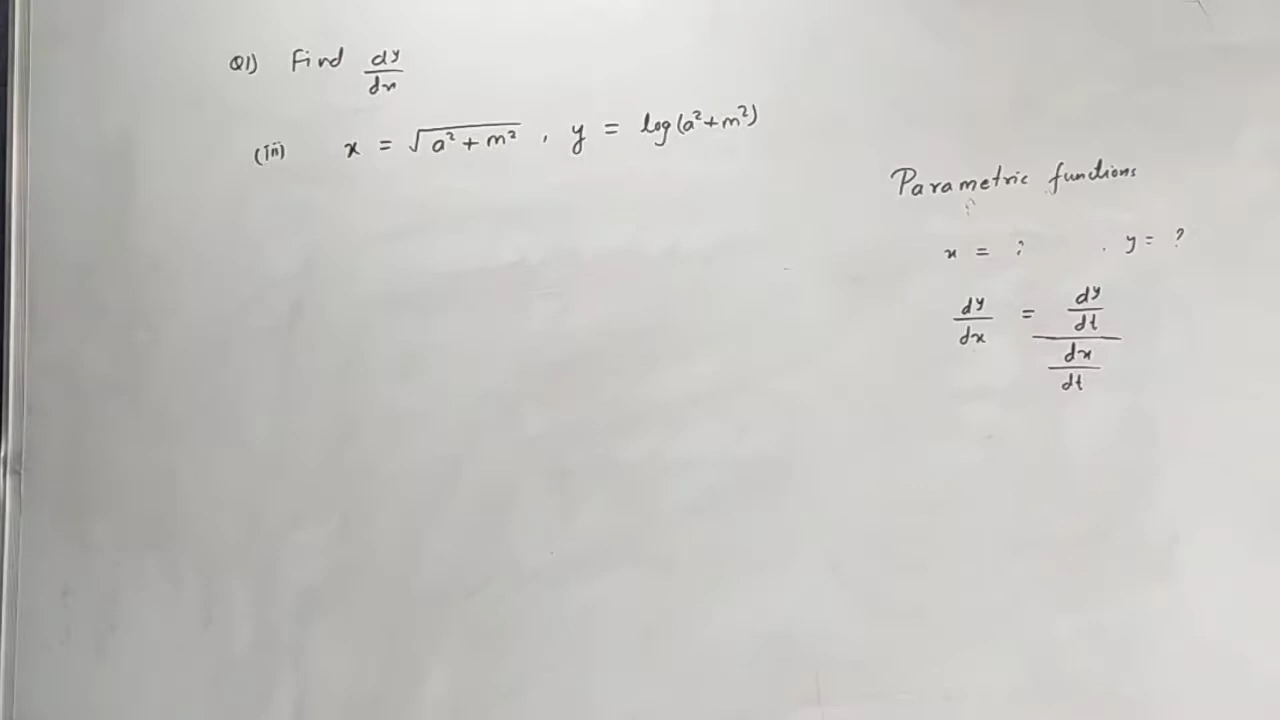 Q1) Find dy/dx
(iii) x = √(a²+m²) , y = log(a²+m²)
Parametric functions
x = ? , y = ?
dy/dx = (dy/dt)/(dx/dt)